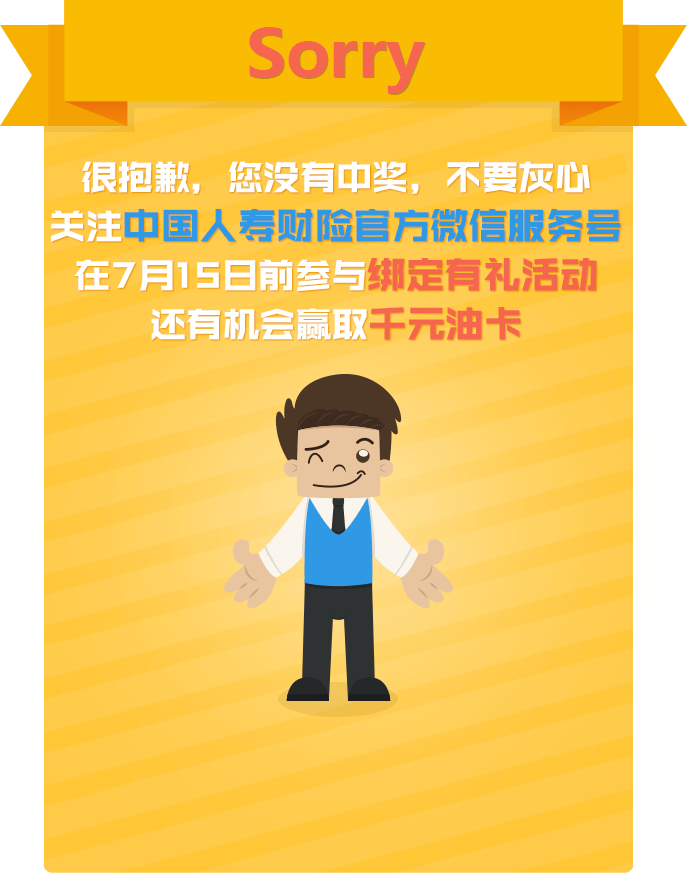 Sorry
很抱歉，您没有中奖，不要灰心
关注中国人寿财险官方微信服务号
在7月15日前参与绑定有礼活动
还有机会赢取千元油卡